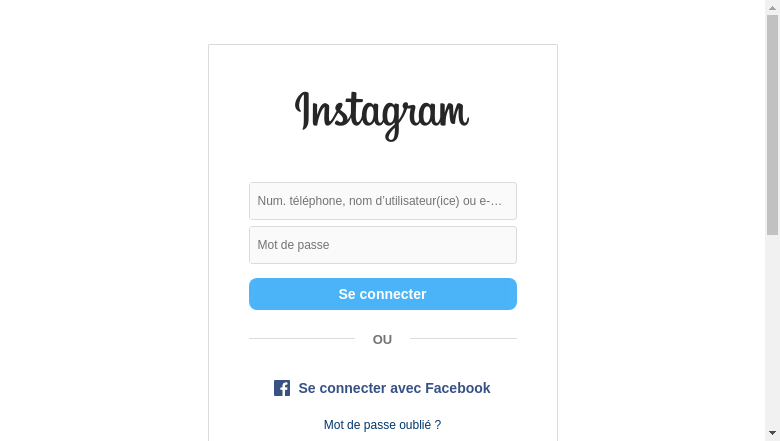 Instagram
Num. téléphone, nom d’utilisateur(ice) ou e-…
Mot de passe
Se connecter
OU
Se connecter avec Facebook
Mot de passe oublié ?